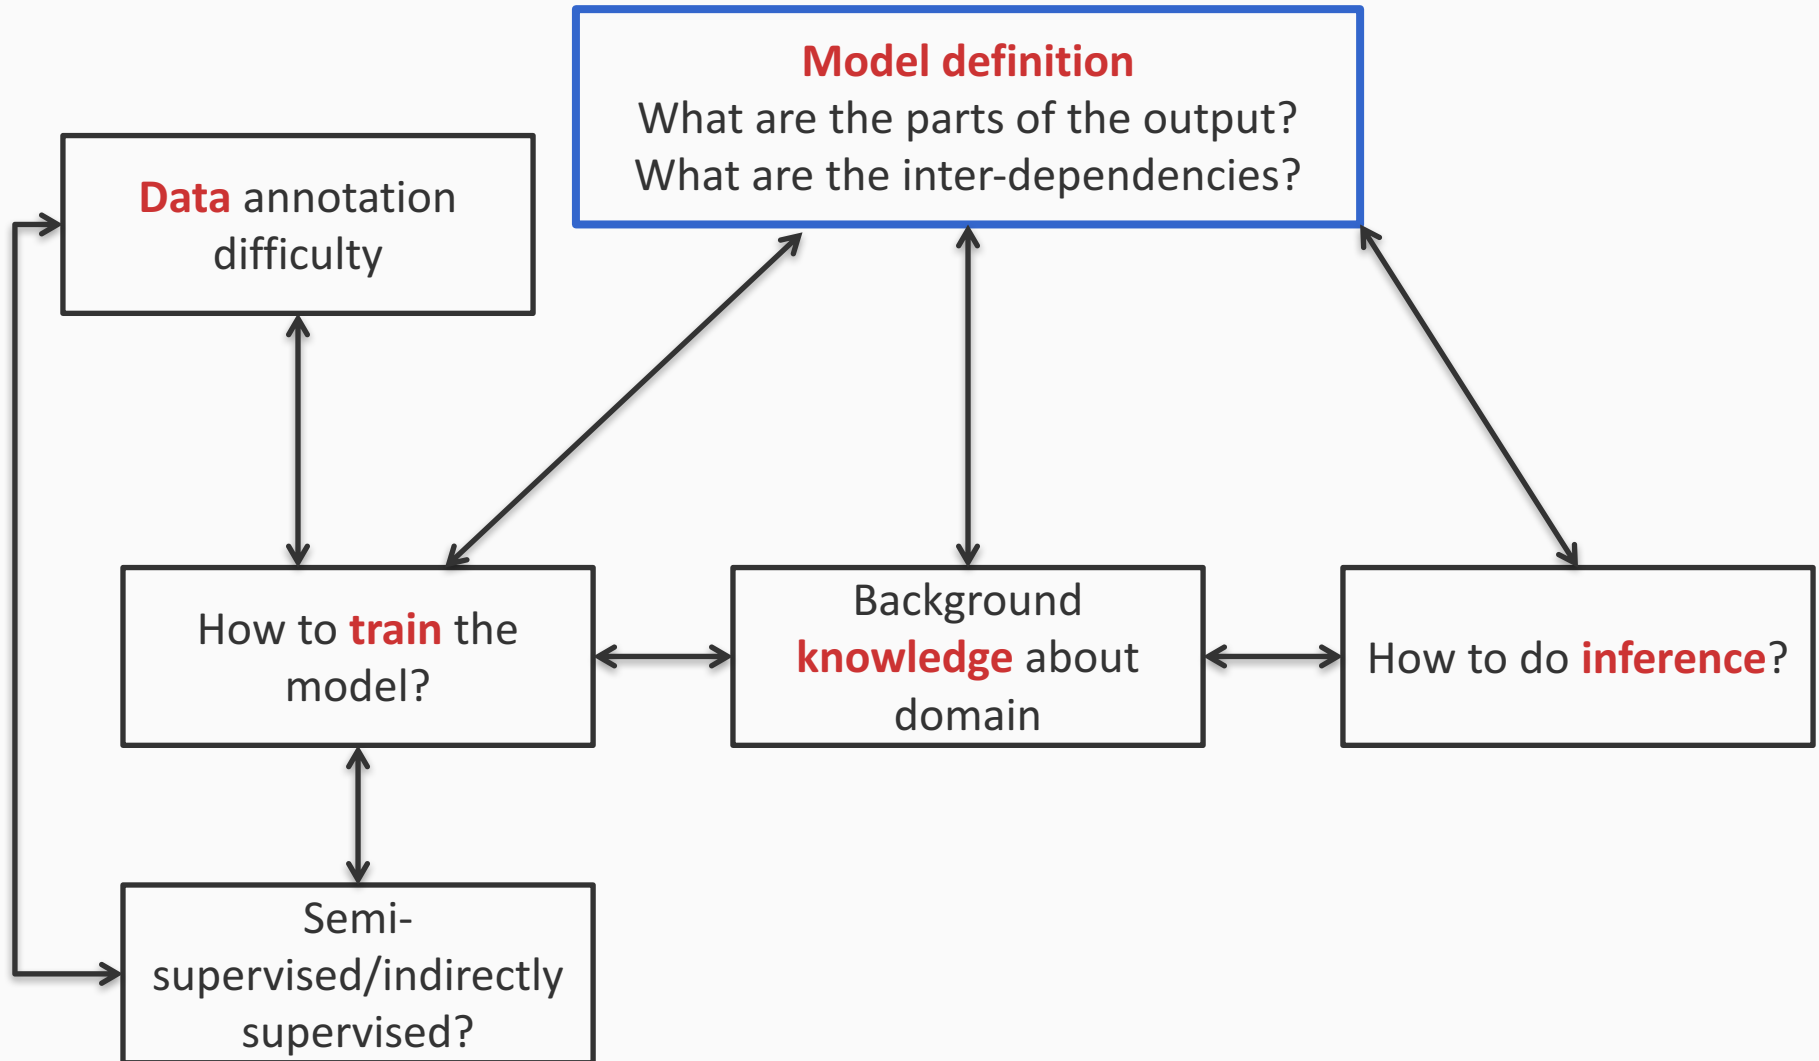 Model definition
What are the parts of the output?
What are the inter-dependencies?
Data annotation
difficulty
How to train the
model?
Background
knowledge about
domain
How to do inference?
Semi-
supervised/indirectly
supervised?